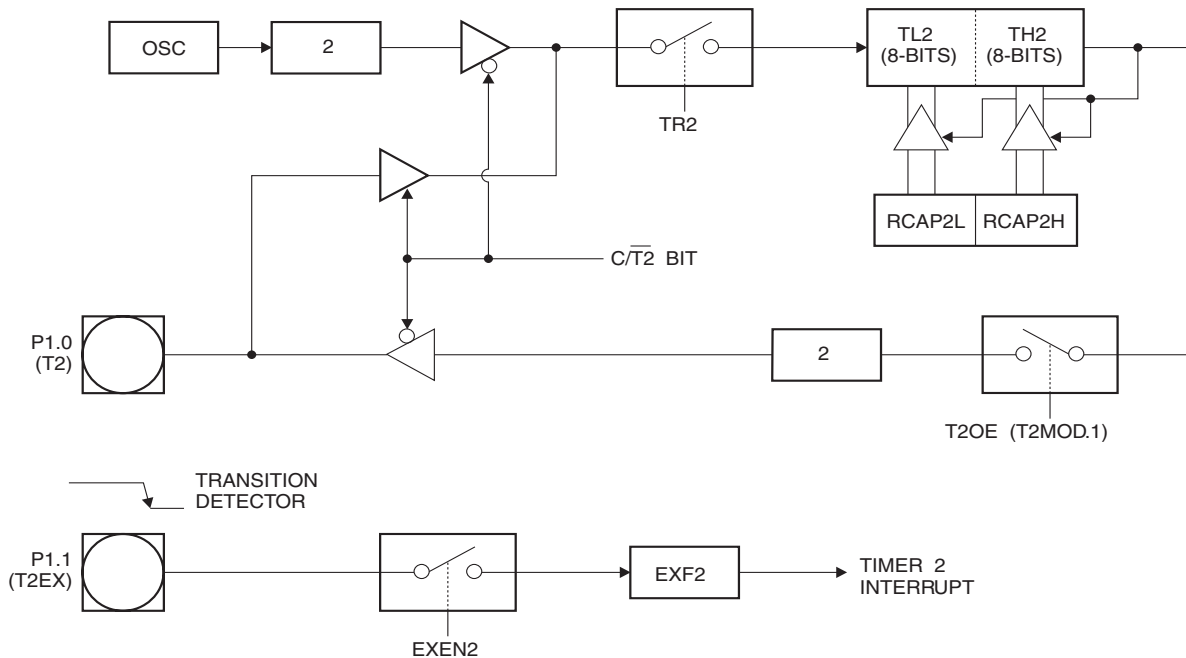 OSC
2
TR2
TL2
(8-BITS)
TH2
(8-BITS)
RCAP2L
RCAP2H
C/T2 BIT
P1.0
(T2)
2
T2OE (T2MOD.1)
TRANSITION
DETECTOR
P1.1
(T2EX)
EXF2
TIMER 2
INTERRUPT
EXEN2